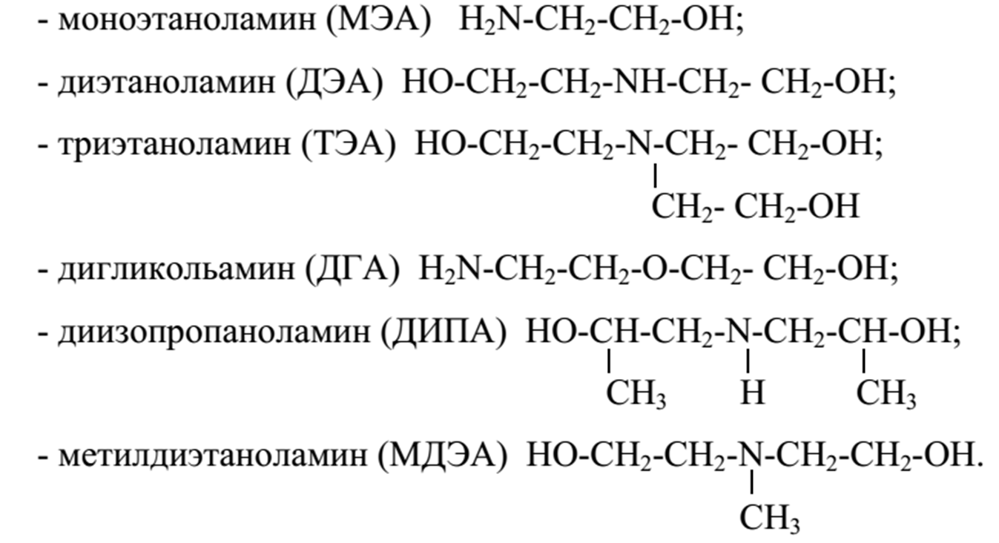 - моноэтаноламин (МЭА) H₂N-CH₂-CH₂-OH;
- диэтаноламин (ДЭА) HO-CH₂-CH₂-NH-CH₂- CH₂-OH;
- триэтаноламин (ТЭА) HO-CH₂-CH₂-N-CH₂- CH₂-OH;
|
CH₂- CH₂-OH
- дигликольамин (ДГА) H₂N-CH₂-CH₂-O-CH₂- CH₂-OH;
- диизопропаноламин (ДИПА) HO-CH-CH₂-N-CH₂-CH-OH;
| | |
CH₃ H CH₃
- метилдиэтаноламин (МДЭА) HO-CH₂-CH₂-N-CH₂-CH₂-OH.
|
CH₃